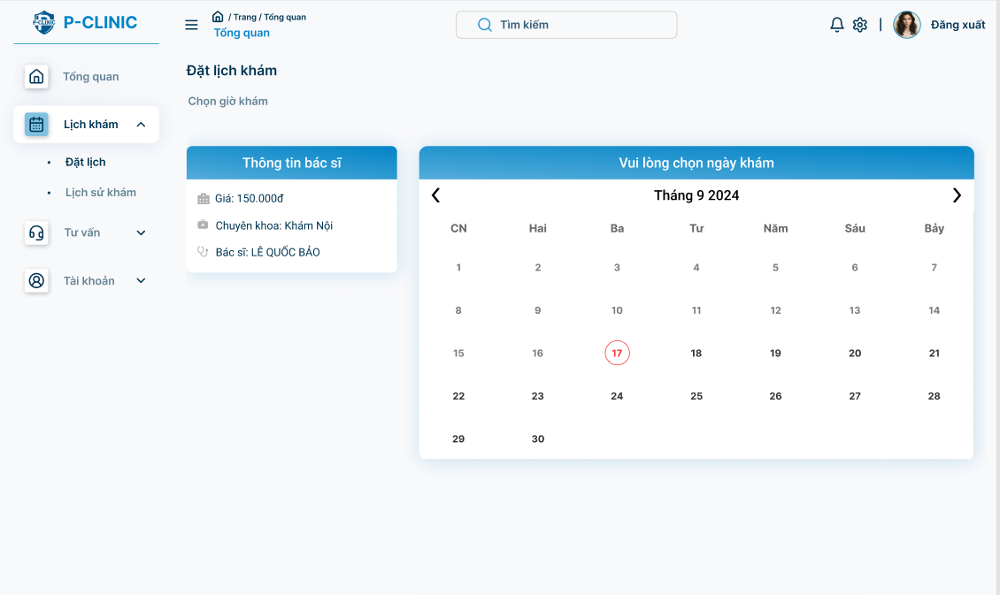 P-CLINIC
P-CLINIC
/ Trang / Tổng quan
Tổng quan
Tìm kiếm
Đăng xuất
Tổng quan
Lịch khám
Đặt lịch
Lịch sử khám
Tư vấn
Tài khoản
Đặt lịch khám
Chọn giờ khám
Thông tin bác sĩ
Giá: 150.000đ
Chuyên khoa: Khám Nội
Bác sĩ: LÊ QUỐC BẢO
Vui lòng chọn ngày khám
Tháng 9 2024
CN Hai Ba Tư Năm Sáu Bảy
1 2 3 4 5 6 7
8 9 10 11 12 13 14
15 16 17 18 19 20 21
22 23 24 25 26 27 28
29 30